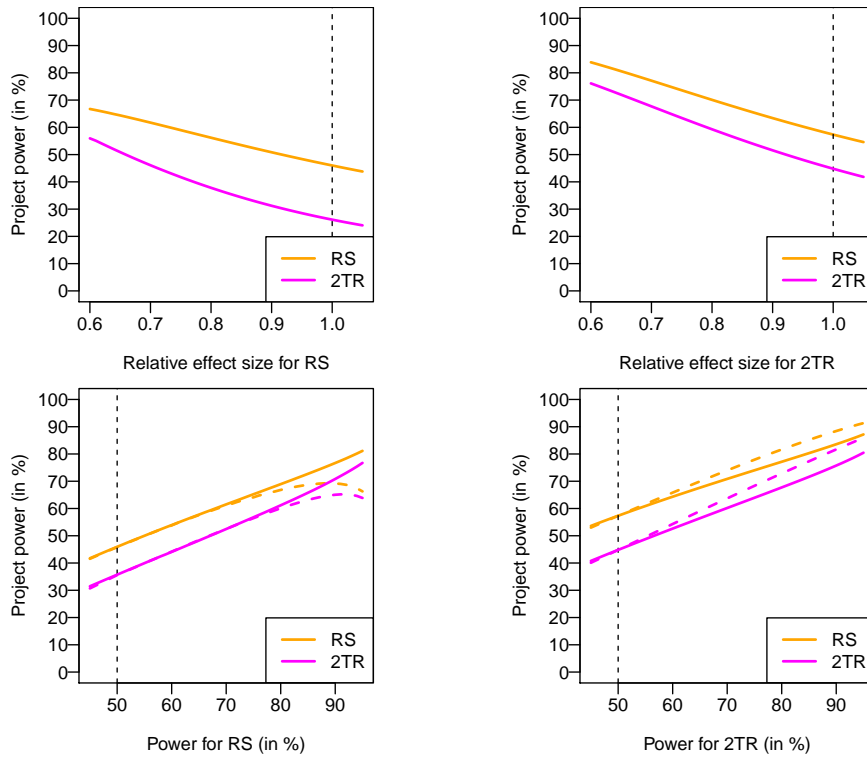 Project power (in %)
100
90
80
70
60
50
40
30
20
10
0
RS
2TR
0.6 0.7 0.8 0.9 1.0
Relative effect size for RS
Project power (in %)
100
90
80
70
60
50
40
30
20
10
0
RS
2TR
0.6 0.7 0.8 0.9 1.0
Relative effect size for 2TR
Project power (in %)
100
90
80
70
60
50
40
30
20
10
0
RS
2TR
50 60 70 80 90
Power for RS (in %)
Project power (in %)
100
90
80
70
60
50
40
30
20
10
0
RS
2TR
50 60 70 80 90
Power for 2TR (in %)